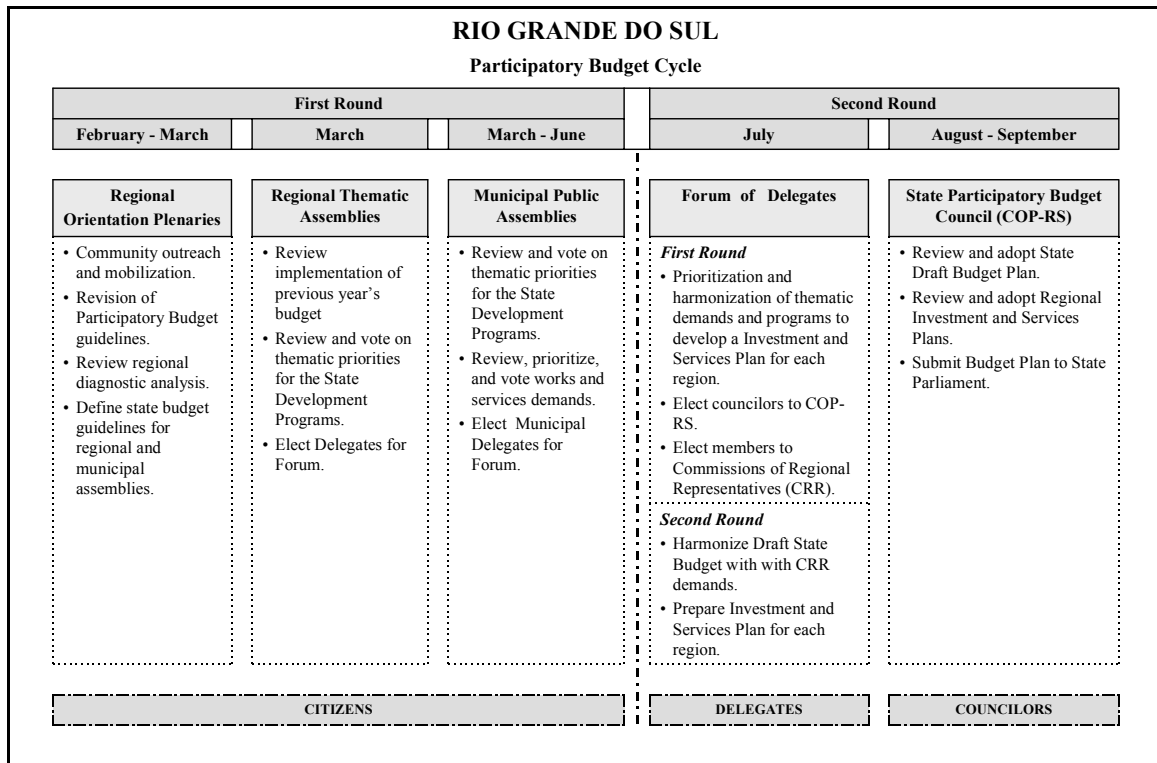 RIO GRANDE DO SUL
Participatory Budget Cycle
First Round
Second Round
February - March
March
March - June
July
August - September
Regional
Orientation Plenaries
• Community outreach
and mobilization.
• Revision of
Participatory Budget
guidelines.
• Review regional
diagnostic analysis.
• Define state budget
guidelines for
regional and
municipal
assemblies.
Regional Thematic
Assemblies
• Review
implementation of
previous year's
budget
• Review and vote on
thematic priorities
for the State
Development
Programs.
• Elect Delegates for
Forum.
Municipal Public
Assemblies
• Review and vote on
thematic priorities
for the State
Development
Programs.
• Review, prioritize,
and vote works and
services demands.
• Elect Municipal
Delegates for
Forum.
Forum of Delegates
First Round
• Prioritization and
harmonization of thematic
demands and programs to
develop a Investment and
Services Plan for each
region.
• Elect councilors to COP-
RS.
• Elect members to
Commissions of Regional
Representatives (CRR).
Second Round
• Harmonize Draft State
Budget with with CRR
demands.
• Prepare Investment and
Services Plan for each
region.
State Participatory Budget
Council (COP-RS)
• Review and adopt State
Draft Budget Plan.
• Review and adopt Regional
Investment and Services
Plans.
• Submit Budget Plan to State
Parliament.
CITIZENS
DELEGATES
COUNCILORS